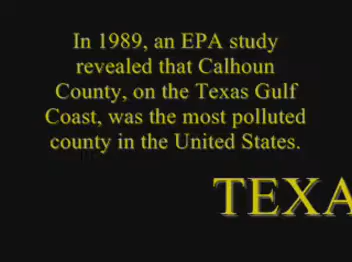 In 1989, an EPA study
revealed that Calhoun
County, on the Texas Gulf
Coast, was the most polluted
county in the United States.
TEXA